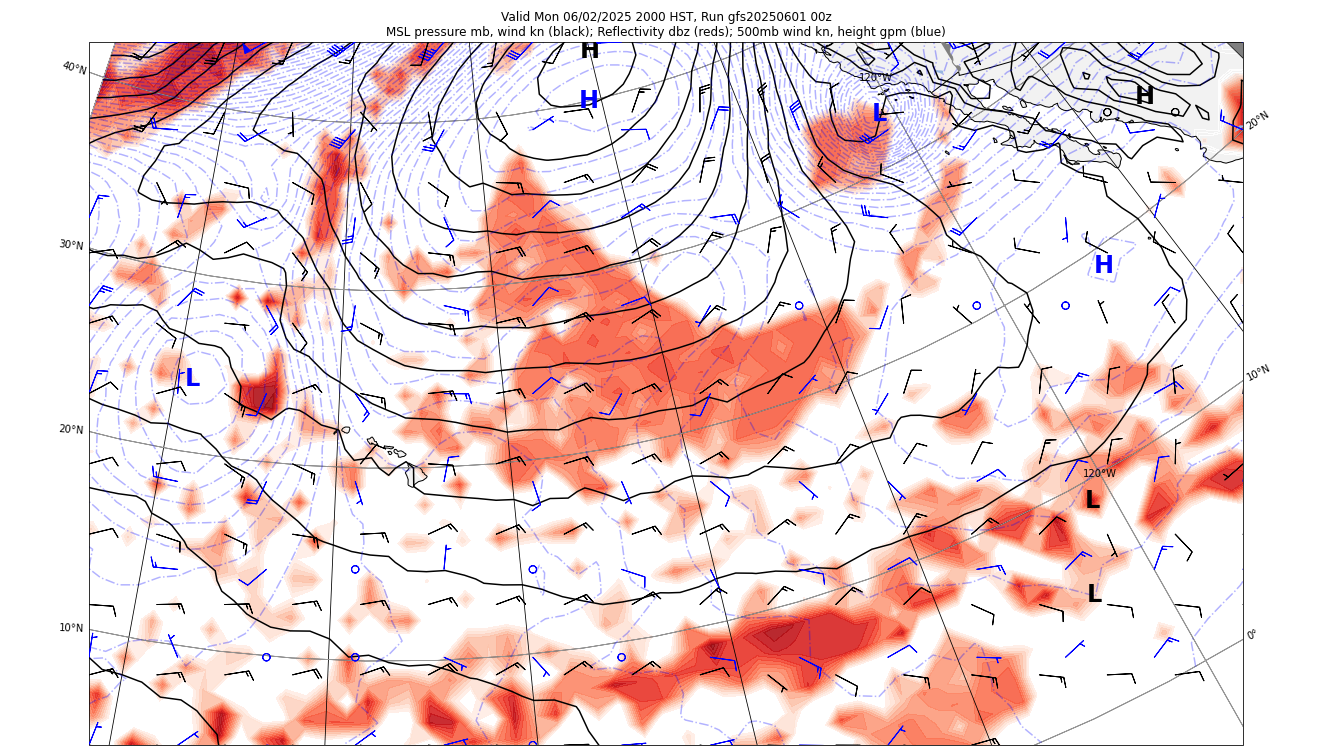 Valid Mon 06/02/2025 2000 HST, Run gfs20250601 00z
MSL pressure mb, wind kn (black); Reflectivity dbz (reds); 500mb wind kn, height gpm (blue)
H
40°N
120°W
H
H
L
20°N
30°N
H
L
10°N
20°N
120°W
L
L
10°N
0°